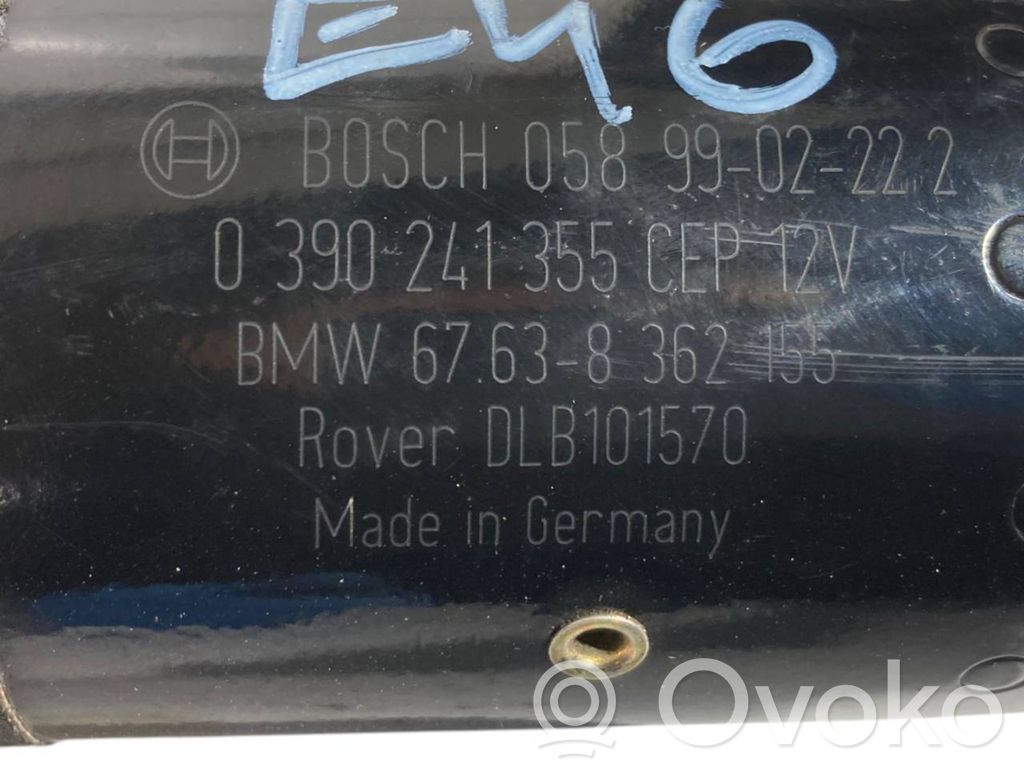 E46
BOSCH 058 99-02-22 2
0 390 241 355 CEP 12V
BMW 67.63-8 362 155
Rover DLB101570
Made in Germany
® Ovoko